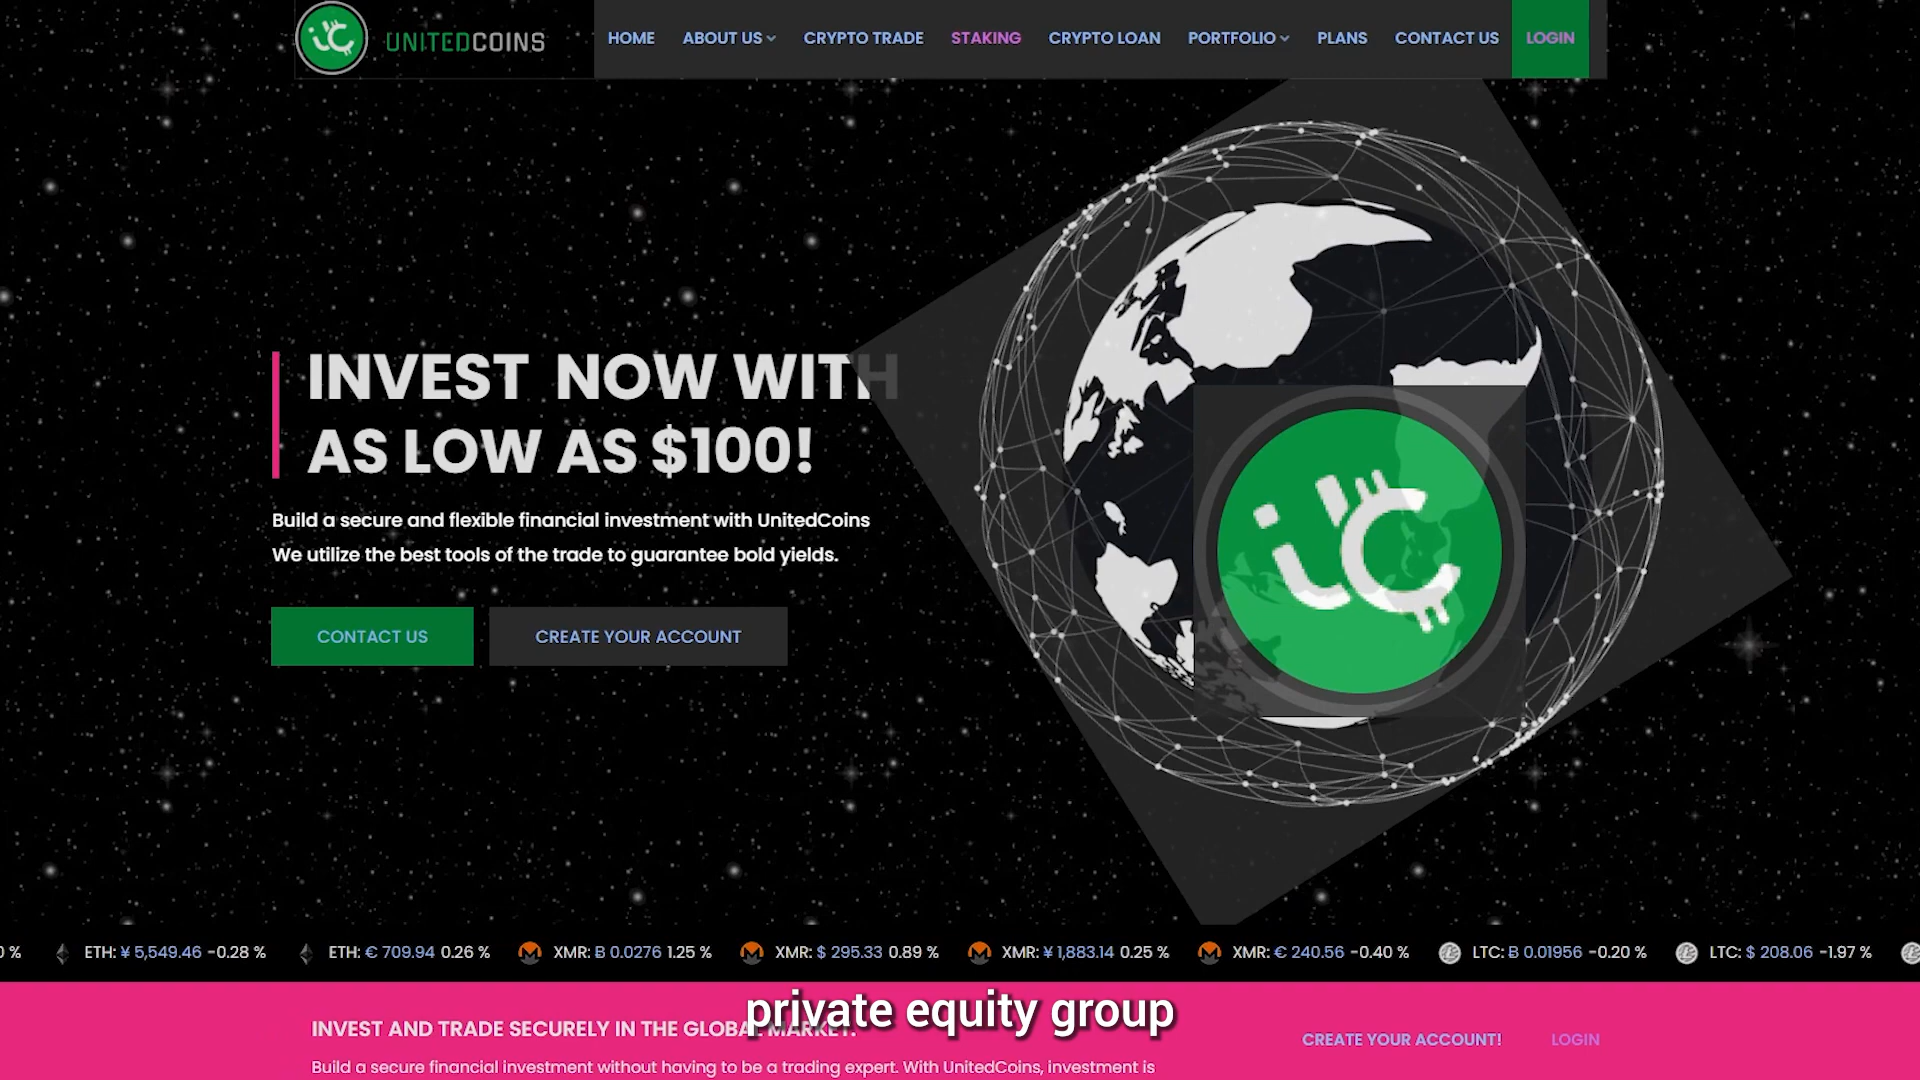 UNITEDCOINS
HOME ABOUT US CRYPTO TRADE STAKING CRYPTO LOAN PORTFOLIO PLANS CONTACT US LOGIN
INVEST NOW WITH
AS LOW AS $100!
Build a secure and flexible financial investment with UnitedCoins
We utilize the best tools of the trade to guarantee bold yields.
CONTACT US CREATE YOUR ACCOUNT
0 % ETH: ¥ 5,549.46 -0.28 % ETH: € 709.94 0.26 % XMR: Ƀ 0.0276 1.25 % XMR: $ 295.33 0.89 % XMR: ¥ 1,883.14 0.25 % XMR: € 240.56 -0.40 % LTC: Ƀ 0.01956 -0.20 % LTC: $ 208.06 -1.97 %
private equity group
INVEST AND TRADE SECURELY IN THE GLOBAL MARKET.
CREATE YOUR ACCOUNT! LOGIN
Build a secure financial investment without having to be a trading expert. With UnitedCoins, investment is